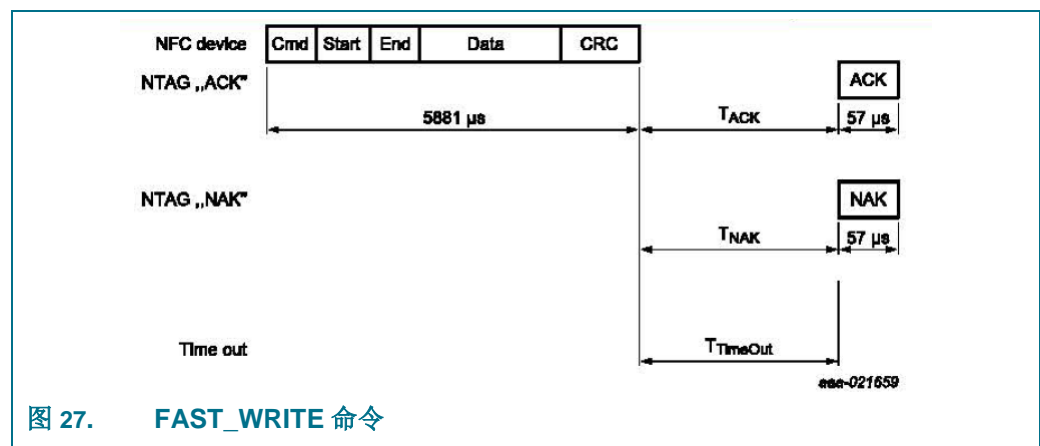 NFC device Cmd Start End Data CRC
NTAG „ACK” ACK
5881 µs TACK 57 µs
NTAG „NAK” NAK
TNAK 57 µs
Time out TTimeOut
aaa-021659
图 27. FAST_WRITE 命令